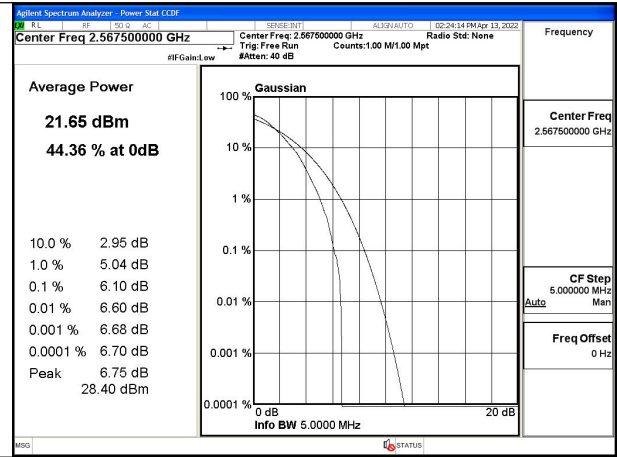 Agilent Spectrum Analyzer - Power Stat CCDF
RL RF 50 Ω AC SENSE:INT ALIGN AUTO 02:24:14 PM Apr 13, 2022
Center Freq 2.567500000 GHz
Center Freq: 2.567500000 GHz Radio Std: None
Trig: Free Run Counts:1.00 M/1.00 Mpt
#IFGain:Low #Atten: 40 dB
Frequency
Average Power
21.65 dBm
44.36 % at 0dB
10.0 % 2.95 dB
1.0 % 5.04 dB
0.1 % 6.10 dB
0.01 % 6.60 dB
0.001 % 6.68 dB
0.0001 % 6.70 dB
Peak 6.75 dB
28.40 dBm
Gaussian
100 %
10 %
1 %
0.1 %
0.01 %
0.001 %
0.0001 %
0 dB 20 dB
Info BW 5.0000 MHz
Center Freq
2.567500000 GHz
CF Step
5.000000 MHz
Auto Man
Freq Offset
0 Hz
MSG STATUS